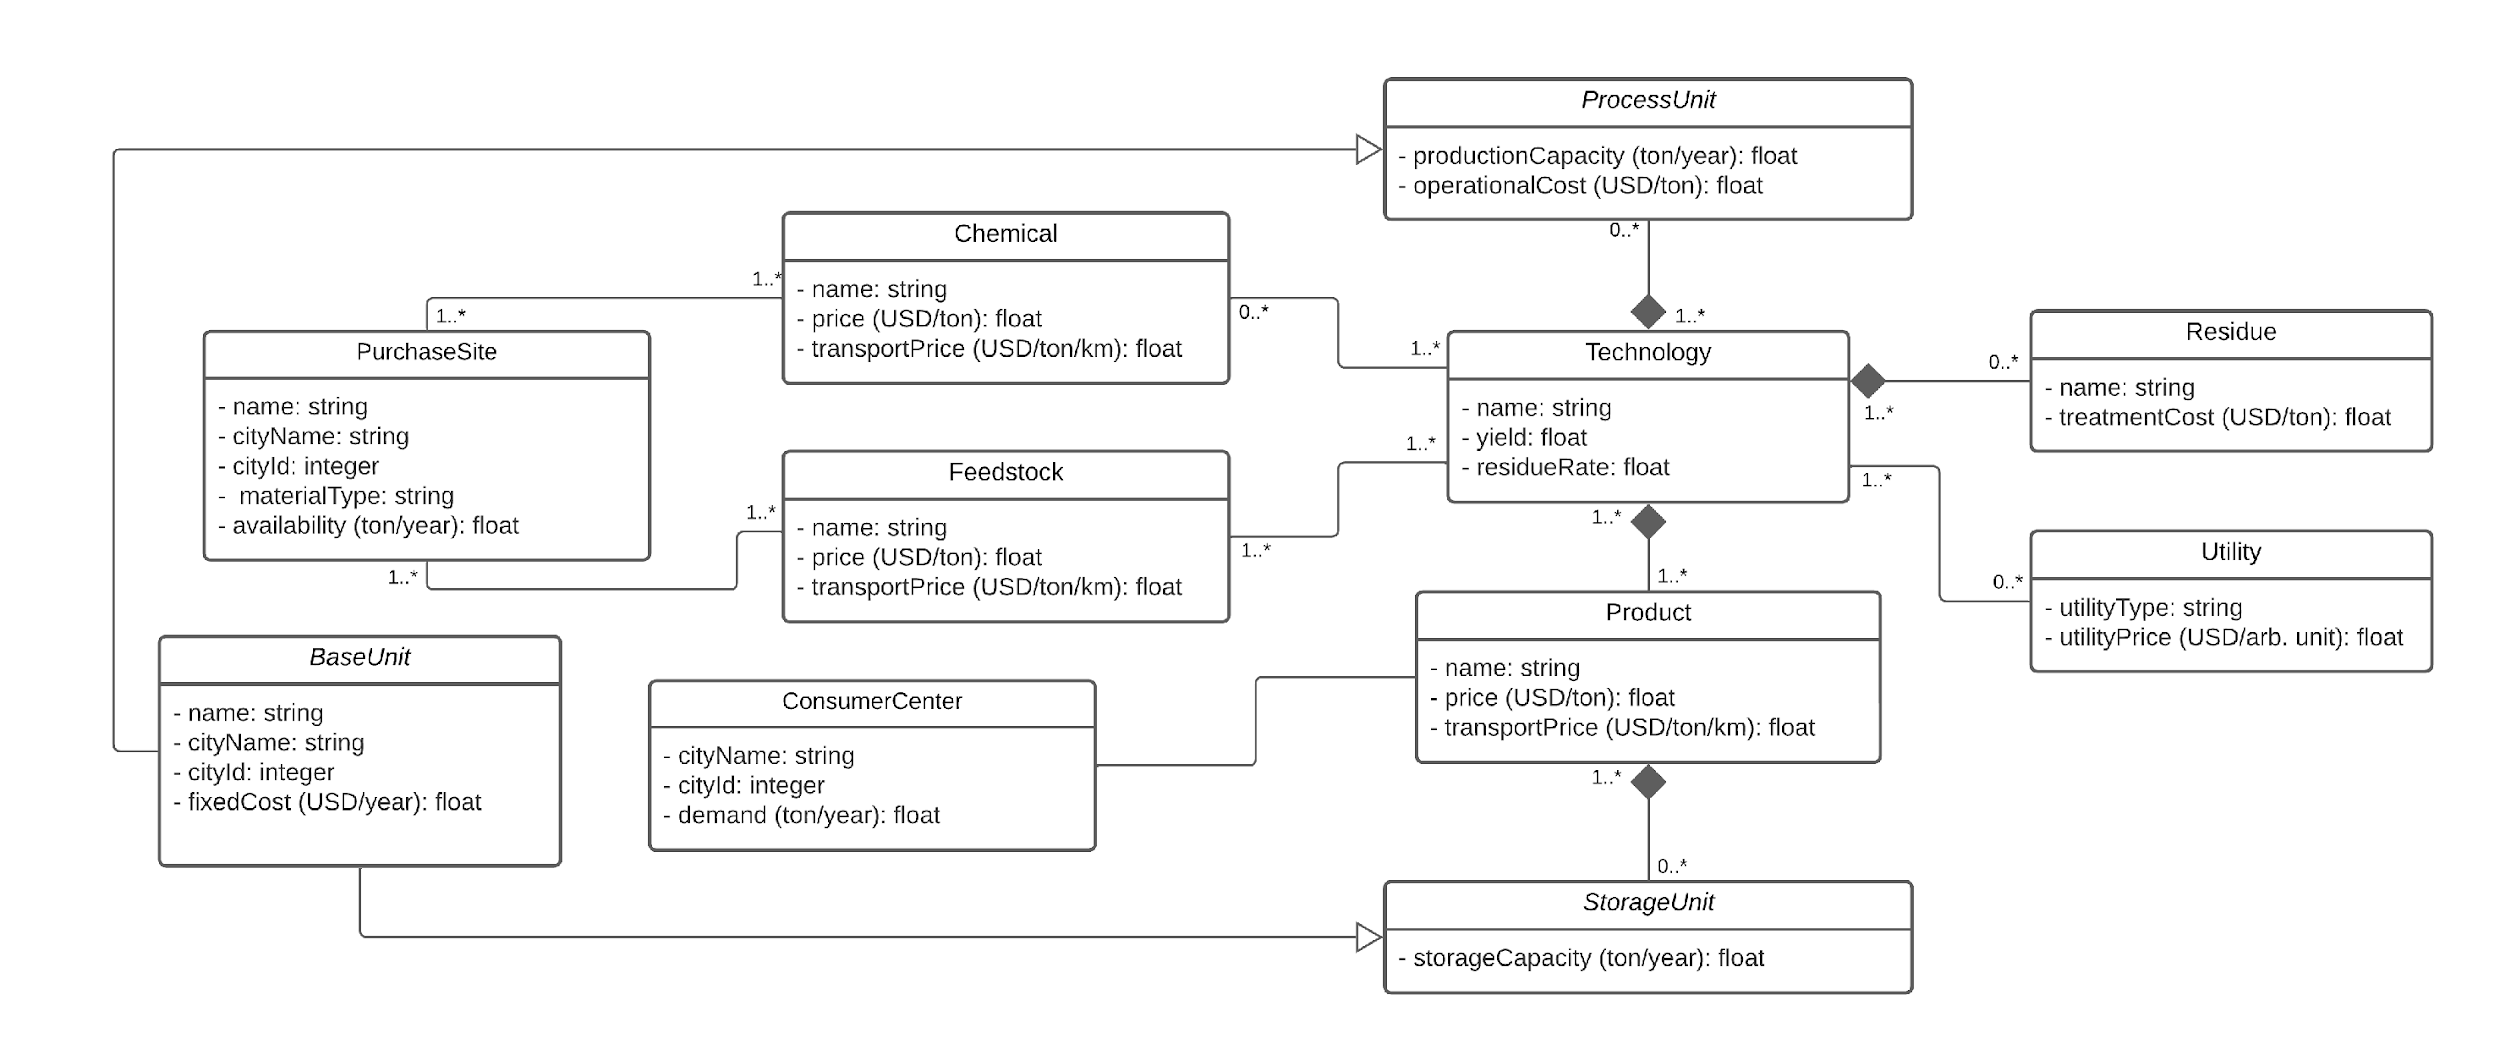 ProcessUnit
- productionCapacity (ton/year): float
- operationalCost (USD/ton): float
0..*
1..*
Chemical
- name: string
- price (USD/ton): float
- transportPrice (USD/ton/km): float
1..*
0..*
1..*
1..*
PurchaseSite
- name: string
- cityName: string
- cityId: integer
-  materialType: string
- availability (ton/year): float
1..*
Technology
- name: string
- yield: float
- residueRate: float
1..*
1..*
1..*
1..*
Residue
- name: string
- treatmentCost (USD/ton): float
0..*
Feedstock
- name: string
- price (USD/ton): float
- transportPrice (USD/ton/km): float
1..*
1..*
Utility
- utilityType: string
- utilityPrice (USD/arb. unit): float
0..*
Product
- name: string
- price (USD/ton): float
- transportPrice (USD/ton/km): float
1..*
1..*
BaseUnit
- name: string
- cityName: string
- cityId: integer
- fixedCost (USD/year): float
ConsumerCenter
- cityName: string
- cityId: integer
- demand (ton/year): float
0..*
StorageUnit
- storageCapacity (ton/year): float